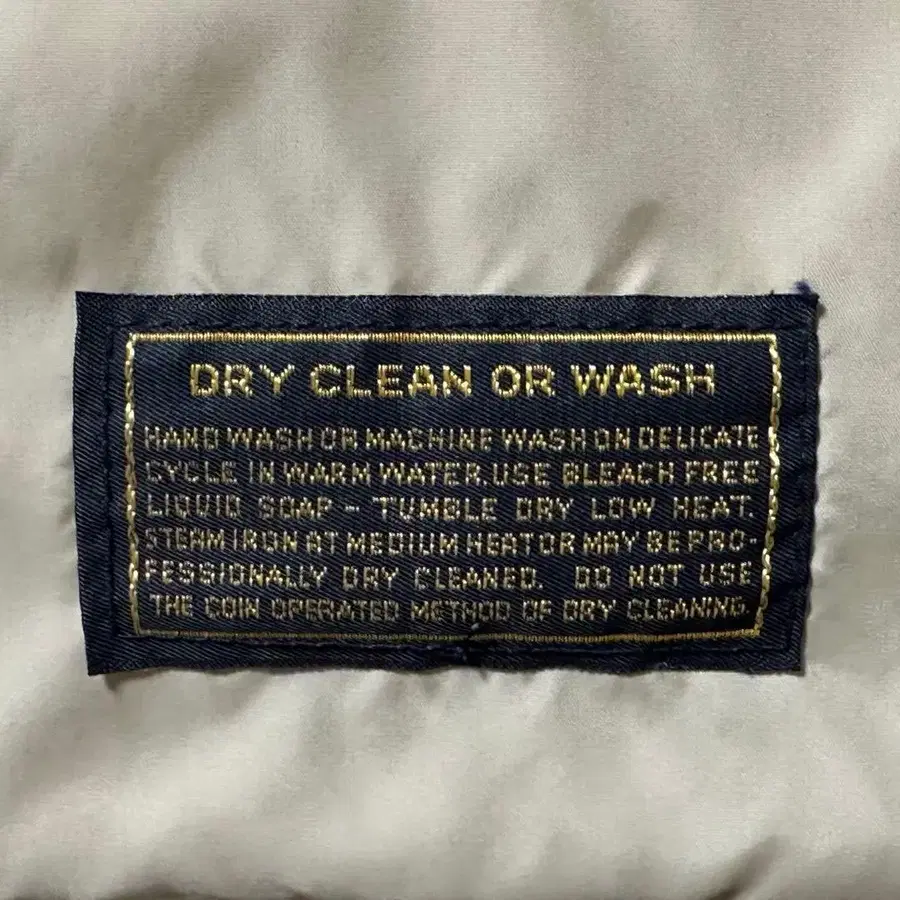 DRY CLEAN OR WASH
HAND WASH OR MACHINE WASH ON DELICATE
CYCLE IN WARM WATER. USE BLEACH FREE
LIQUID SOAP - TUMBLE DRY LOW HEAT.
STEAM IRON AT MEDIUM HEAT OR MAY BE PRO-
FESSIONALLY DRY CLEANED. DO NOT USE
THE COIN OPERATED METHOD OF DRY CLEANING.